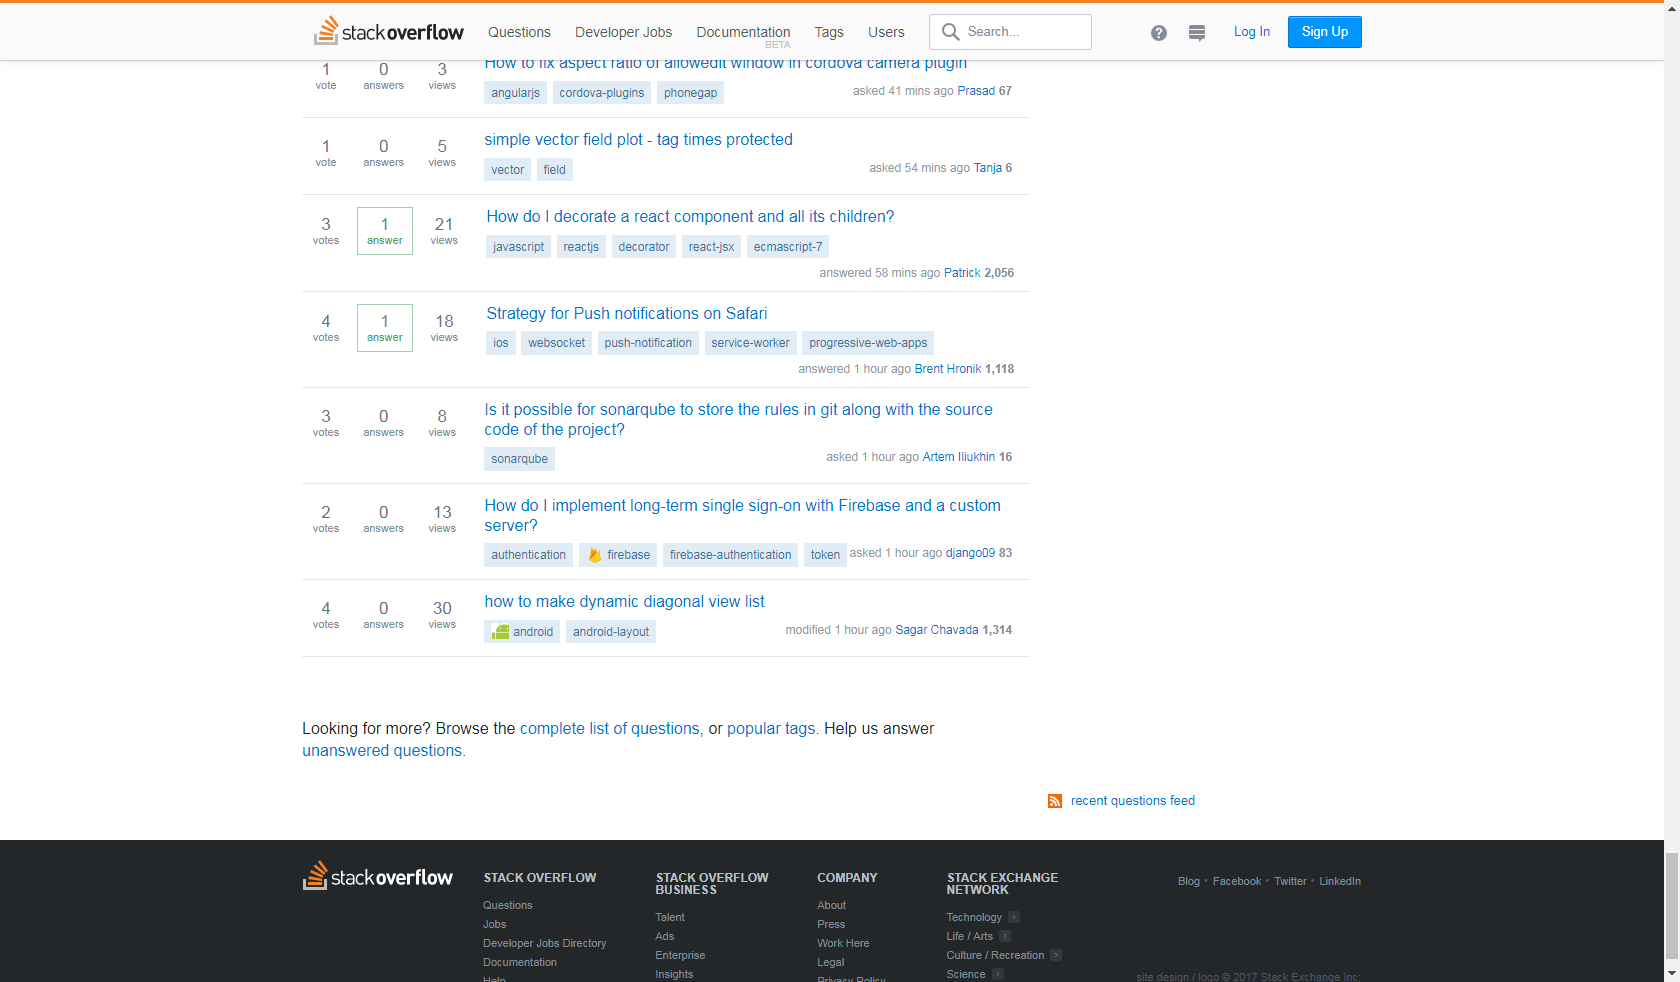 stackoverflow Questions Developer Jobs Documentation BETA Tags Users Search... ? Log In Sign Up
1 vote 0 answers 3 views
How to fix aspect ratio of allowedit window in cordova camera plugin
angularjs cordova-plugins phonegap asked 41 mins ago Prasad 67
1 vote 0 answers 5 views
simple vector field plot - tag times protected
vector field asked 54 mins ago Tanja 6
3 votes 1 answer 21 views
How do I decorate a react component and all its children?
javascript reactjs decorator react-jsx ecmascript-7
answered 58 mins ago Patrick 2,056
4 votes 1 answer 18 views
Strategy for Push notifications on Safari
ios websocket push-notification service-worker progressive-web-apps
answered 1 hour ago Brent Hronik 1,118
3 votes 0 answers 8 views
Is it possible for sonarqube to store the rules in git along with the source
code of the project?
sonarqube asked 1 hour ago Artem Iliukhin 16
2 votes 0 answers 13 views
How do I implement long-term single sign-on with Firebase and a custom
server?
authentication firebase firebase-authentication token asked 1 hour ago django09 83
4 votes 0 answers 30 views
how to make dynamic diagonal view list
android android-layout modified 1 hour ago Sagar Chavada 1,314
Looking for more? Browse the complete list of questions, or popular tags. Help us answer
unanswered questions.
recent questions feed
stackoverflow
STACK OVERFLOW
Questions
Jobs
Developer Jobs Directory
Documentation
Help
STACK OVERFLOW
BUSINESS
Talent
Ads
Enterprise
Insights
COMPANY
About
Press
Work Here
Legal
Privacy Policy
STACK EXCHANGE
NETWORK
Technology
Life / Arts
Culture / Recreation
Science
Blog • Facebook • Twitter • LinkedIn
site design / logo © 2017 Stack Exchange Inc;